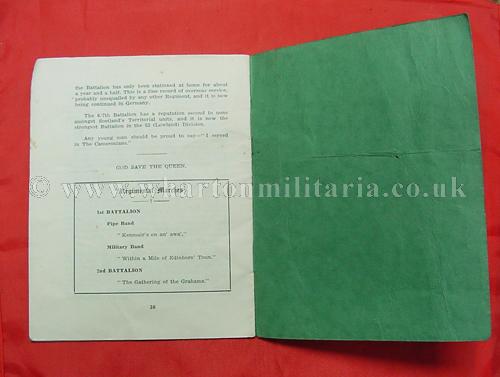 the Battalion has only been stationed at home for about
a year and a half. This is a fine record of overseas service,
probably unequalled by any other Regiment, and it is now
being continued in Germany.
The 6/7th Battalion has a reputation second to none
amongst Scotland's Territorial units, and it is now the
strongest Battalion in the 52 (Lowland) Division.
Any young man should be proud to say—"I served
in The Cameronians."
GOD SAVE THE QUEEN.
© www.whartonmilitaria.co.uk
Regimental Marches
1st BATTALION
Pipe Band
"Kenmuir's on an' awa',"
Military Band
"Within a Mile of Edinboro' Toun."
2nd BATTALION
"The Gathering of the Grahams."
16